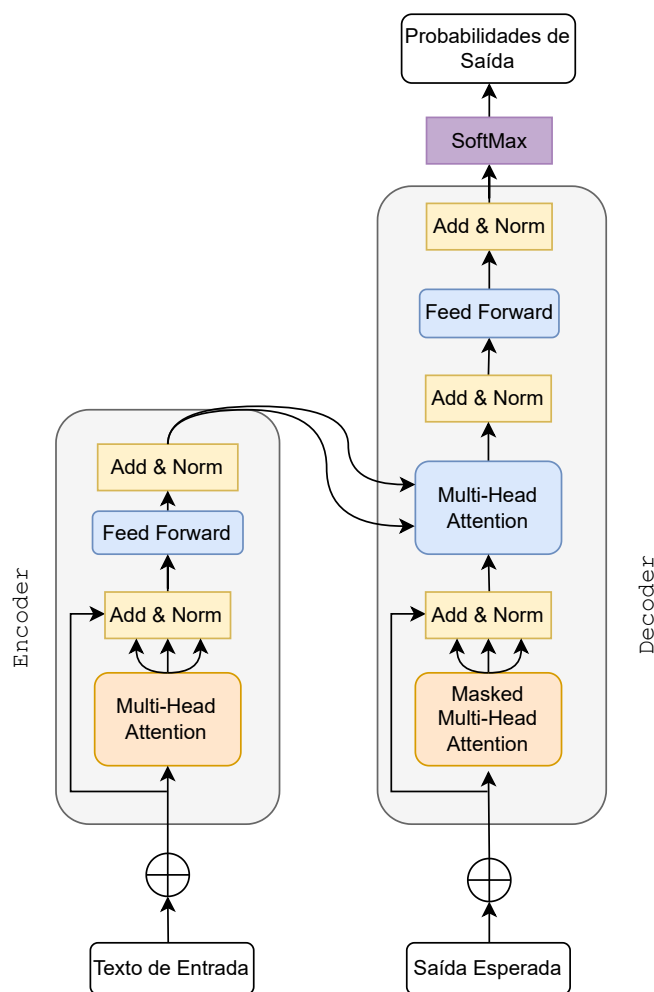 Probabilidades de
Saída
SoftMax
Add & Norm
Feed Forward
Add & Norm
Multi-Head
Attention
Add & Norm
Masked
Multi-Head
Attention
Decoder
Saída Esperada
Add & Norm
Feed Forward
Add & Norm
Multi-Head
Attention
Encoder
Texto de Entrada